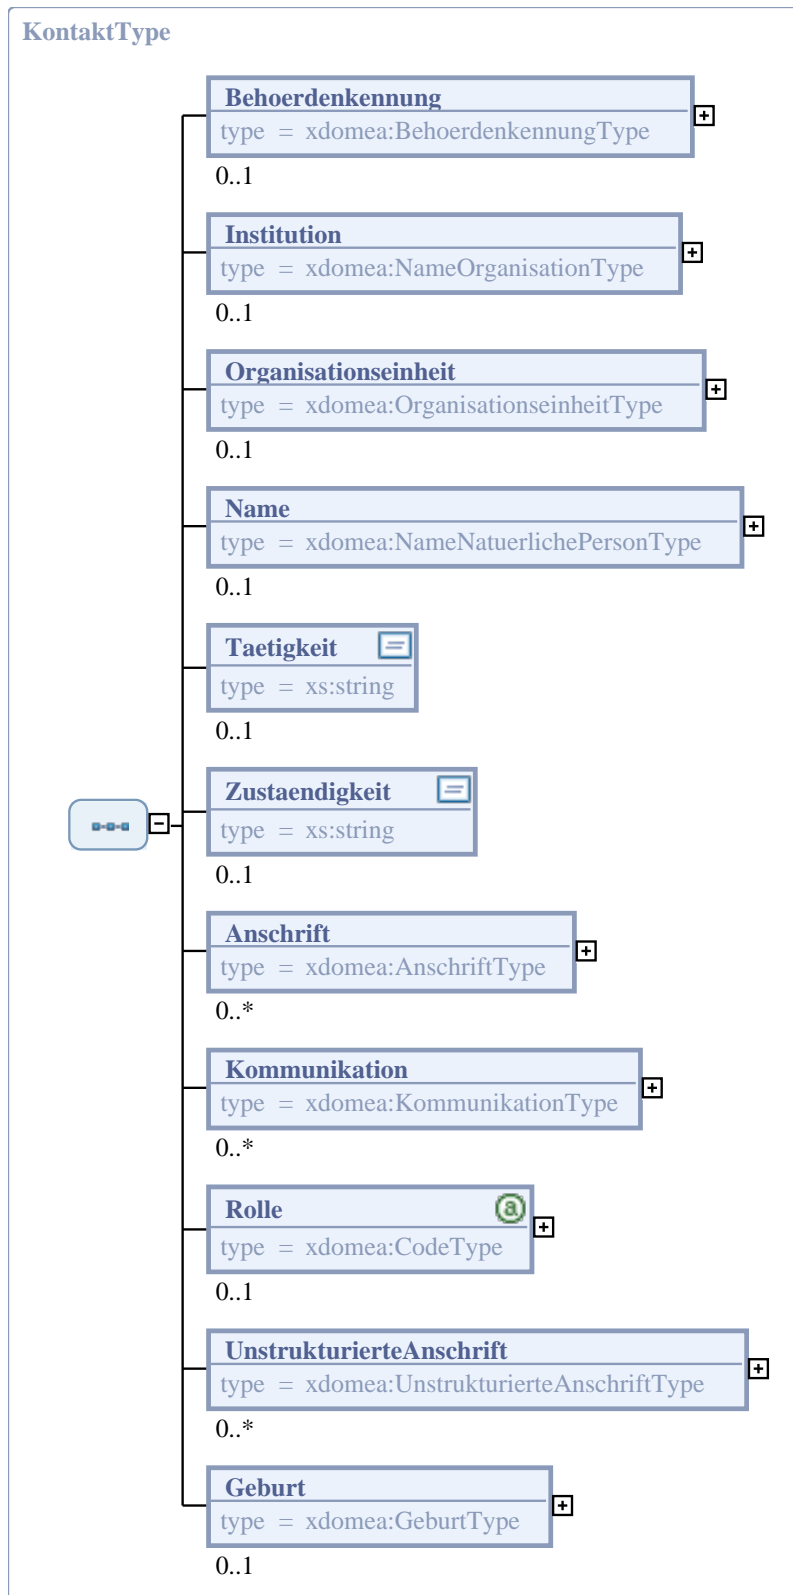 KontaktType
Behoerdenkennung
type = xdomea:BehoerdenkennungType
0..1
Institution
type = xdomea:NameOrganisationType
0..1
Organisationseinheit
type = xdomea:OrganisationseinheitType
0..1
Name
type = xdomea:NameNatuerlichePersonType
0..1
Taetigkeit
type = xs:string
0..1
Zustaendigkeit
type = xs:string
0..1
Anschrift
type = xdomea:AnschriftType
0..*
Kommunikation
type = xdomea:KommunikationType
0..*
Rolle
type = xdomea:CodeType
0..1
UnstrukturierteAnschrift
type = xdomea:UnstrukturierteAnschriftType
0..*
Geburt
type = xdomea:GeburtType
0..1